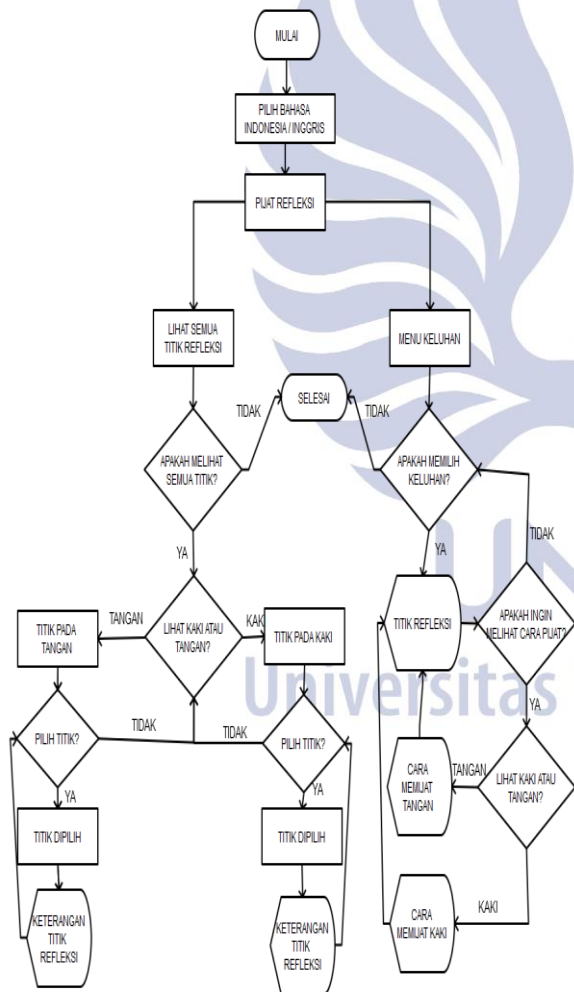 MULAI
PILIH BAHASA
INDONESIA / INGGRIS
PIJAT REFLEKSI
LIHAT SEMUA
TITIK REFLEKSI
MENU KELUHAN
SELESAI
TIDAK
TIDAK
APAKAH MELIHAT
SEMUA TITIK?
APAKAH MEMILIH
KELUHAN?
YA
YA
TIDAK
TITIK PADA
TANGAN
TANGAN
LIHAT KAKI ATAU
TANGAN?
KAKI
TITIK PADA KAKI
TITIK REFLEKSI
APAKAH INGIN
MELIHAT CARA PIJAT?
UN
Universitas
YA
PILIH TITIK?
TIDAK
TIDAK
PILIH TITIK?
YA
YA
CARA
MEMIJAT
TANGAN
TANGAN
LIHAT KAKI ATAU
TANGAN?
TITIK DIPILIH
TITIK DIPILIH
KETERANGAN
TITIK
REFLEKSI
KETERANGAN
TITIK
REFLEKSI
CARA
MEMIJAT KAKI
KAKI